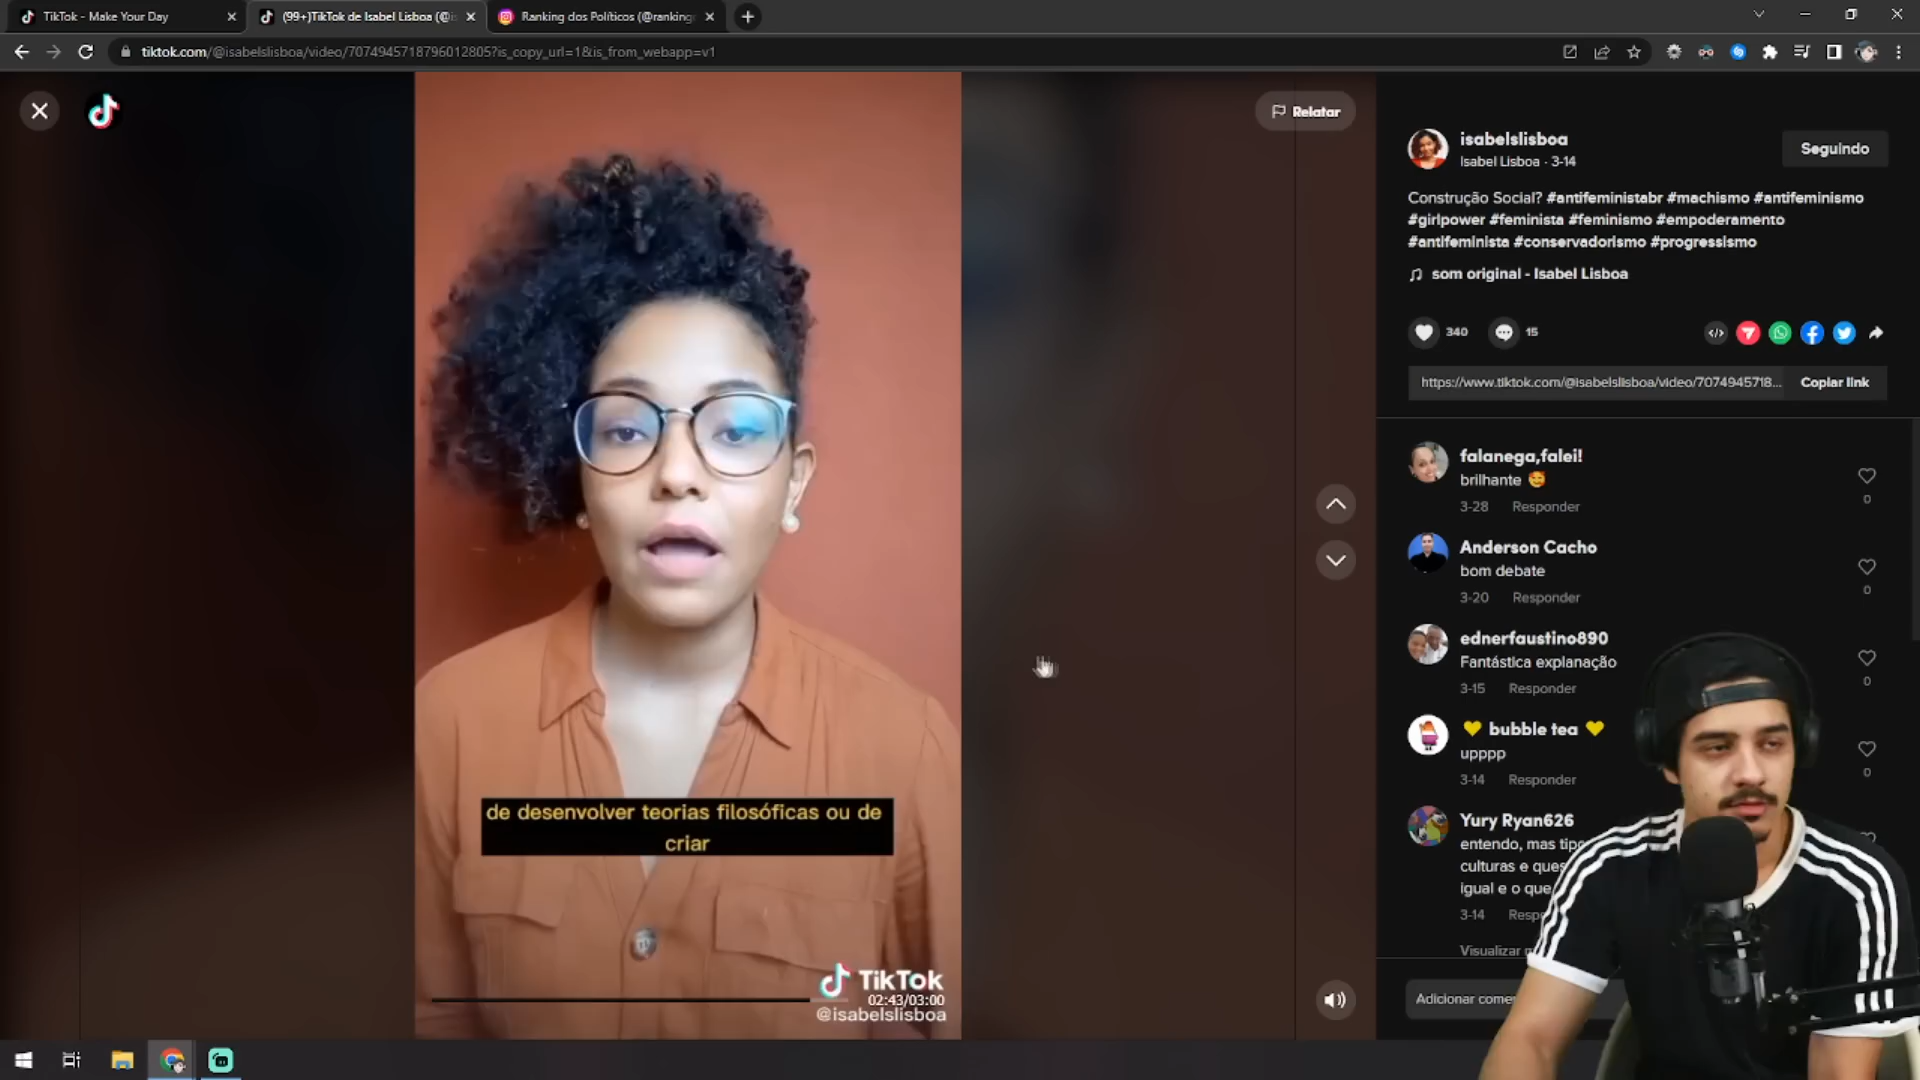 TikTok - Make Your Day
(99+)TikTok de Isabel Lisboa (@is
Ranking dos Políticos (@ranking
tiktok.com/@isabelslisboa/video/7074945718796012805?is_copy_url=1&is_from_webapp=v1
Relatar
isabelslisboa
Isabel Lisboa · 3-14
Seguindo
Construção Social? #antifeministabr #machismo #antifeminismo
#girlpower #feminista #feminismo #empoderamento
#antifeminista #conservadorismo #progressismo
som original - Isabel Lisboa
340
15
https://www.tiktok.com/@isabelslisboa/video/7074945718...
Copiar link
falanega,falei!
brilhante 🥰
3-28 Responder
0
Anderson Cacho
bom debate
3-20 Responder
0
ednerfaustino890
Fantástica explanação
3-15 Responder
0
💛 bubble tea 💛
upppp
3-14 Responder
0
Yury Ryan626
entendo, mas tipo
culturas e ques
igual e o que
3-14 Resp
Visualizar
Adicionar come
de desenvolver teorias filosóficas ou de
criar
TikTok
02:43/03:00
@isabelslisboa